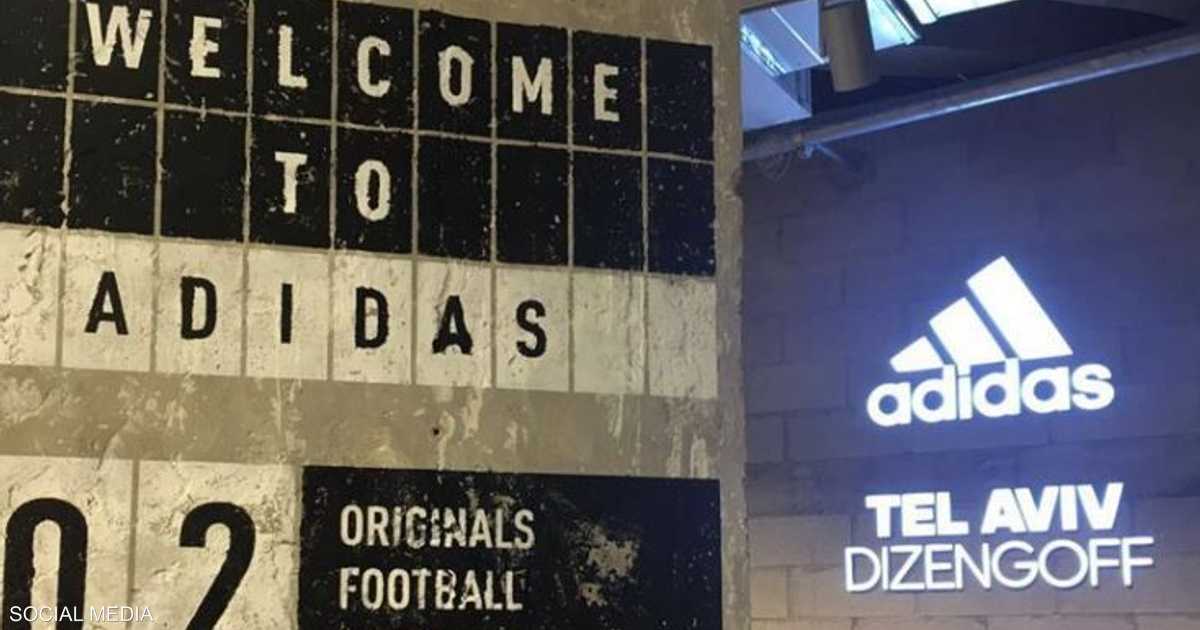 WELCOME
TO
ADIDAS
02
ORIGINALS
FOOTBALL
adidas
TEL AVIV
DIZENGOFF
SOCIAL MEDIA